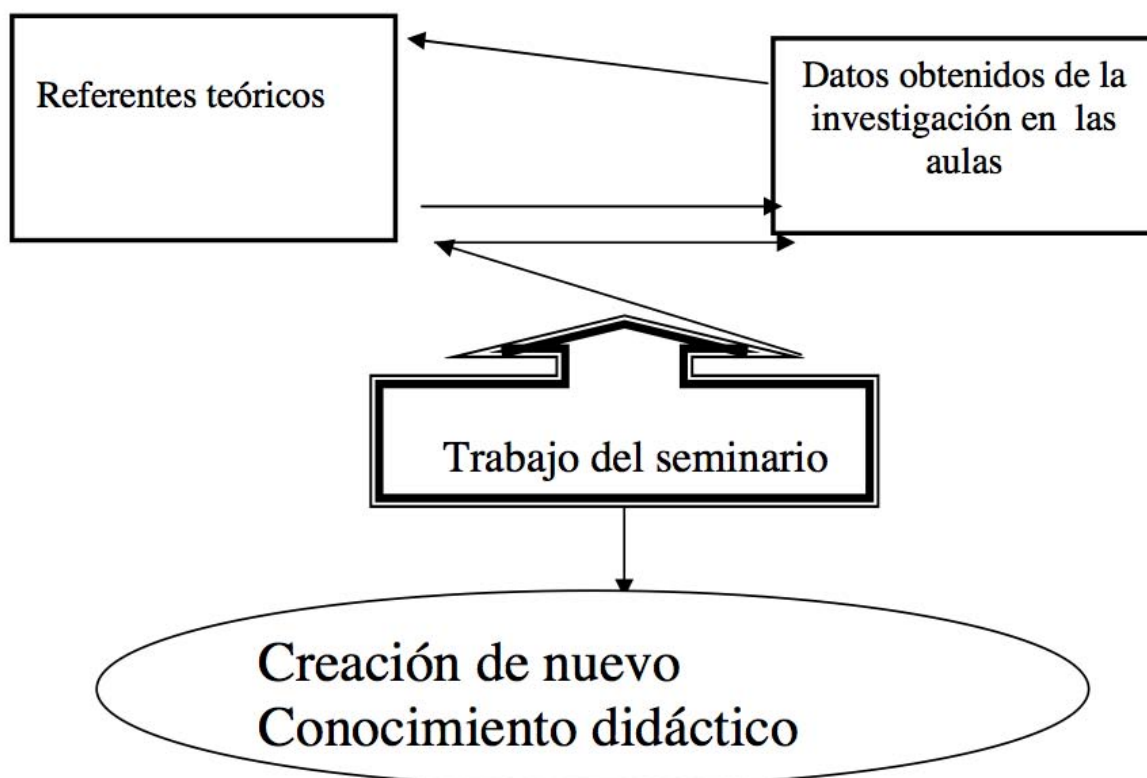 Referentes teóricos
Datos obtenidos de la
investigación en las
aulas
Trabajo del seminario
Creación de nuevo
Conocimiento didáctico